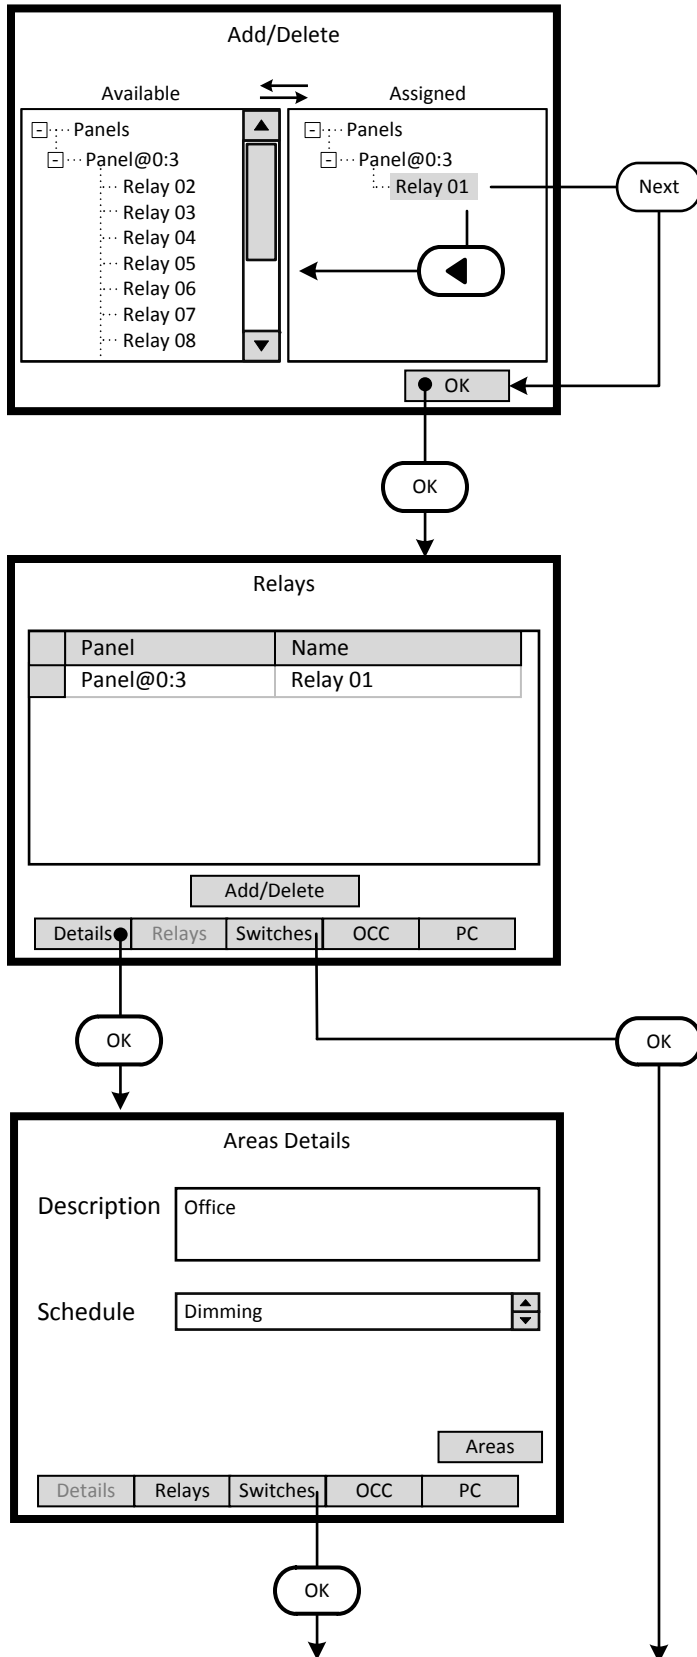 Add/Delete
Available
Assigned
Panels
Panel@0:3
Relay 02
Relay 03
Relay 04
Relay 05
Relay 06
Relay 07
Relay 08
Panels
Panel@0:3
Relay 01
Next
OK
OK
Relays
Panel Name
Panel@0:3 Relay 01
Add/Delete
Details Relays Switches OCC PC
OK
OK
Areas Details
Description Office
Schedule Dimming
Areas
Details Relays Switches OCC PC
OK